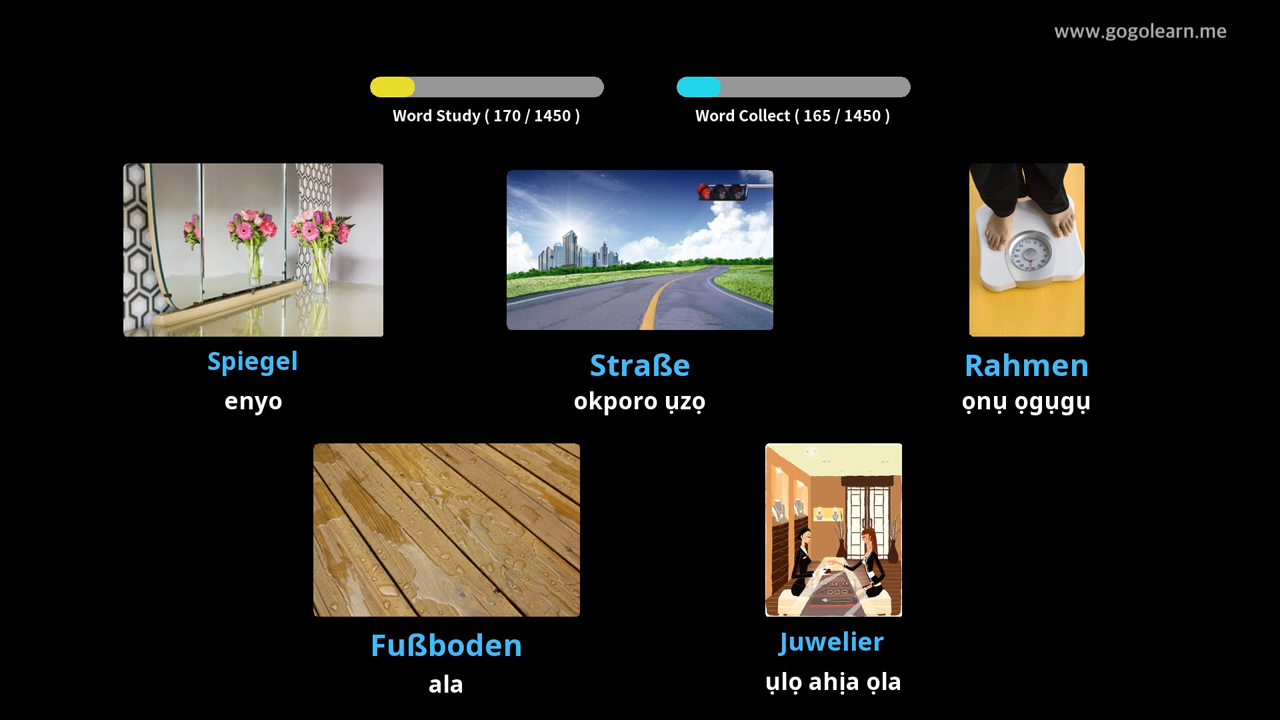 www.gogolearn.me
Word Study ( 170 / 1450 )
Word Collect ( 165 / 1450 )
Spiegel
enyo
Straße
okporo ụzọ
Rahmen
ọnụ ọgụgụ
Fußboden
ala
Juwelier
ụlọ ahịa ọla